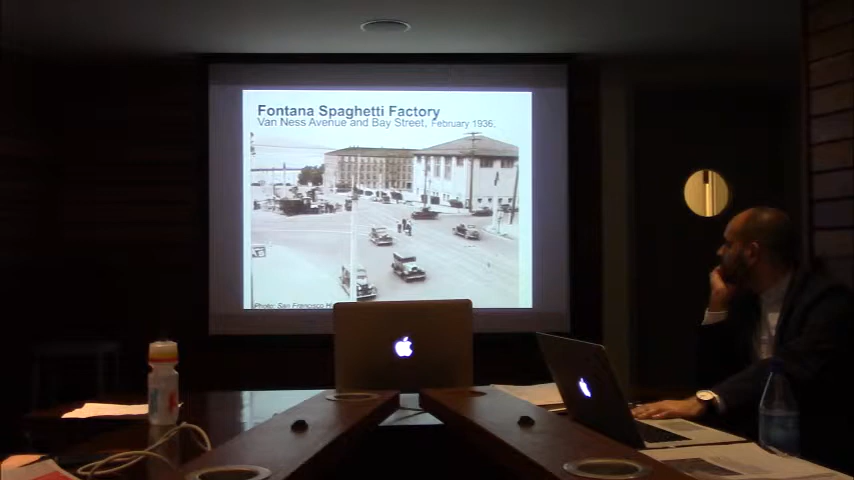 Fontana Spaghetti Factory
Van Ness Avenue and Bay Street, February 1936.
Photo: San Francisco